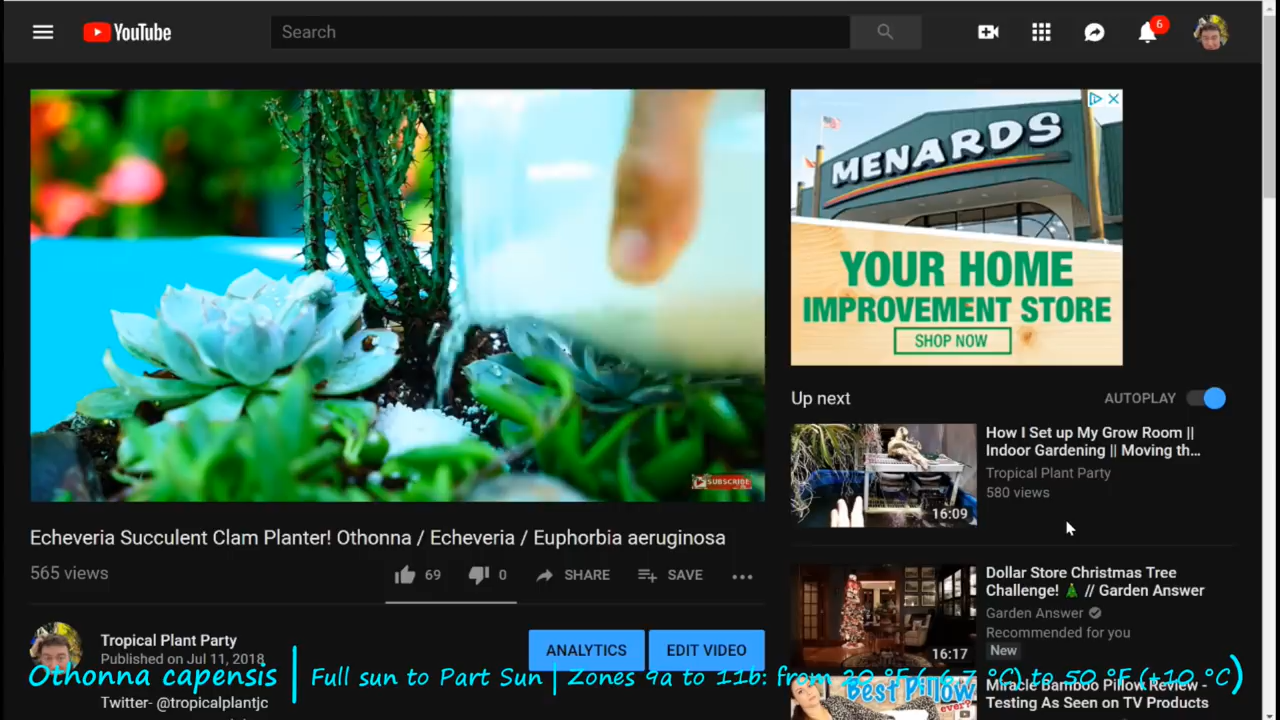 YouTube
Search
6
MENARDS
YOUR HOME
IMPROVEMENT STORE
SHOP NOW
SUBSCRIBE
Up next
AUTOPLAY
How I Set up My Grow Room ||
Indoor Gardening || Moving th...
Tropical Plant Party
580 views
16:09
Echeveria Succulent Clam Planter! Othonna / Echeveria / Euphorbia aeruginosa
565 views
69
0
SHARE
SAVE
Dollar Store Christmas Tree
Challenge! 🎄 // Garden Answer
Garden Answer
Recommended for you
New
16:17
Tropical Plant Party
Published on Jul 11, 2018
ANALYTICS
EDIT VIDEO
Othonna capensis | Full sun to Part Sun | Zones 9a to 11b: from 20 °F °C) to 50 °F (+10 °C)
Twitter- @tropicalplantjc
Best Pillow
ever?
Miracle Bamboo Pillow Review -
Testing As Seen on TV Products